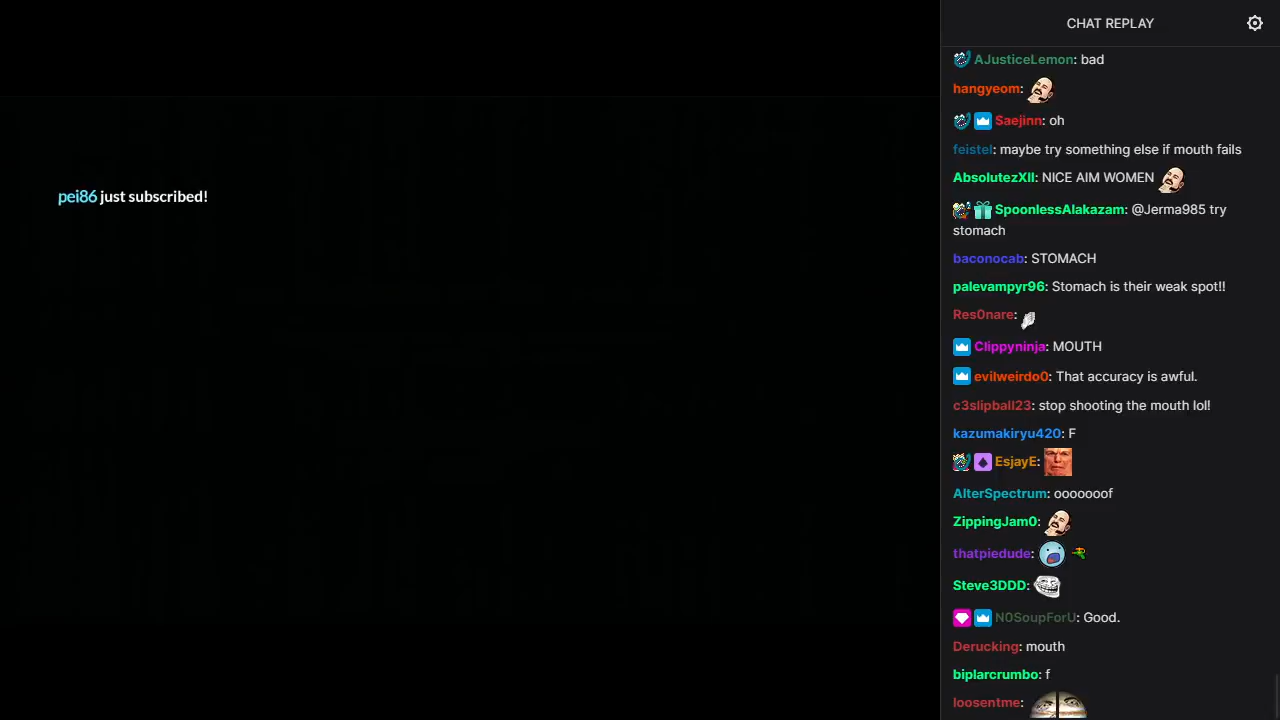 CHAT REPLAY
AJusticeLemon: bad
hangyeom:
Saejinn: oh
feistel: maybe try something else if mouth fails
pei86 just subscribed!
AbsolutezXII: NICE AIM WOMEN
SpoonlessAlakazam: @Jerma985 try
stomach
baconocab: STOMACH
palevampyr96: Stomach is their weak spot!!
Res0nare:
Clippyninja: MOUTH
evilweirdo0: That accuracy is awful.
c3slipball23: stop shooting the mouth lol!
kazumakiryu420: F
EsjayE:
AlterSpectrum: ooooooof
ZippingJam0:
thatpiedude:
Steve3DDD:
N0SoupForU: Good.
Derucking: mouth
biplarcrumbo: f
loosentme: